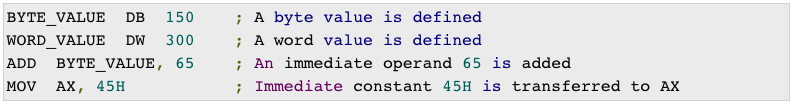 BYTE_VALUE  DB  150    ; A byte value is defined
WORD_VALUE  DW  300    ; A word value is defined
ADD  BYTE_VALUE, 65    ; An immediate operand 65 is added
MOV  AX, 45H           ; Immediate constant 45H is transferred to AX